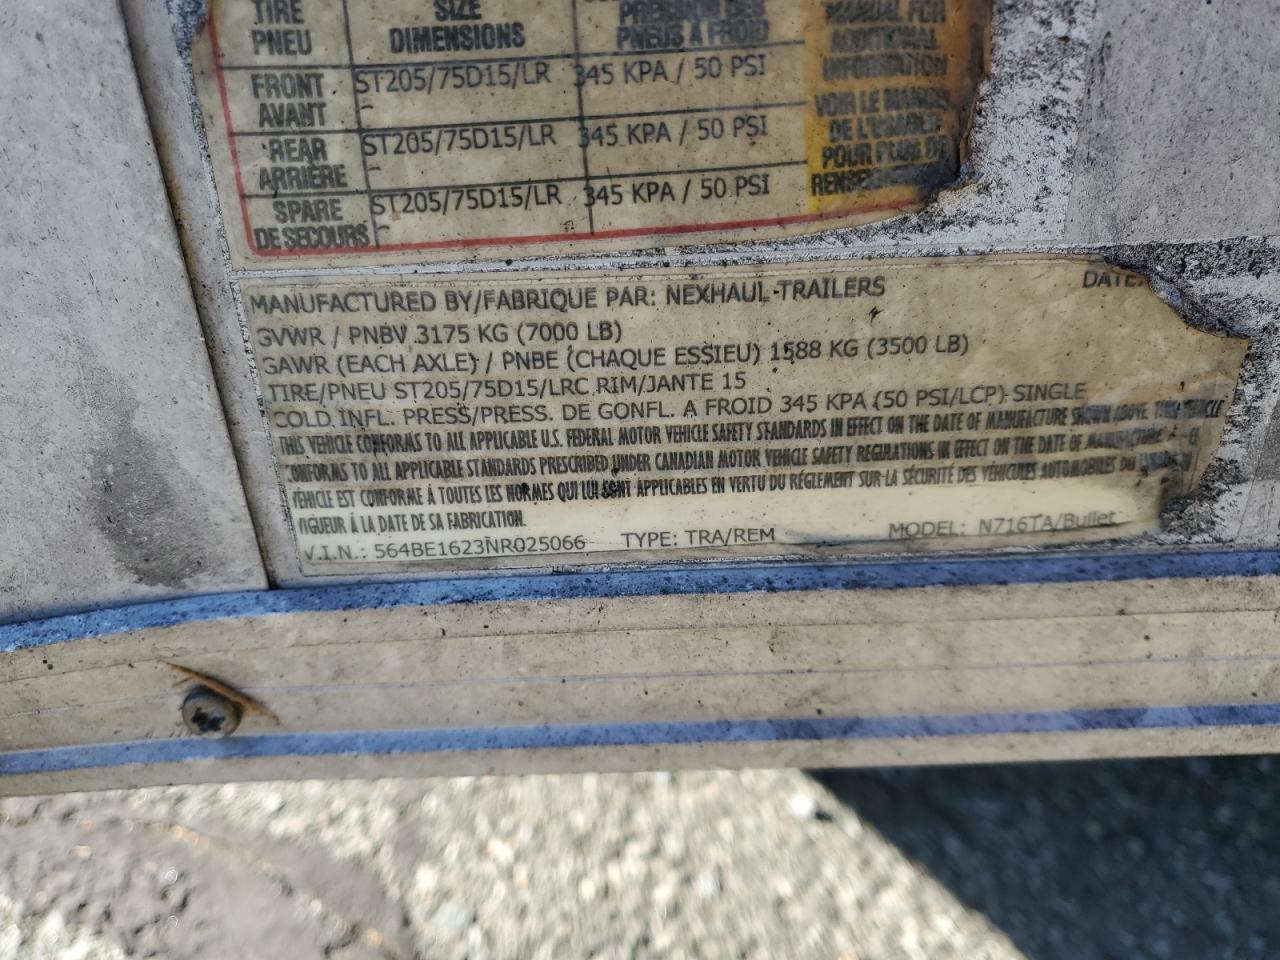 TIRE SIZE
PNEU DIMENSIONS PNEUS A FROID
MANUAL FOR
ADDITIONAL
INFORMATION
VOIR LE MANUEL
DE L'USAGER
POUR PLUS DE
FRONT ST205/75D15/LR 345 KPA / 50 PSI
AVANT -
REAR ST205/75D15/LR 345 KPA / 50 PSI
ARRIÈRE -
SPARE ST205/75D15/LR 345 KPA / 50 PSI
DE SECOURS -
MANUFACTURED BY/FABRIQUE PAR: NEXHAUL-TRAILERS DATE:
GVWR / PNBV 3175 KG (7000 LB)
GAWR (EACH AXLE) / PNBE (CHAQUE ESSIEU) 1588 KG (3500 LB)
TIRE/PNEU ST205/75D15/LRC RIM/JANTE 15
COLD INFL. PRESS/PRESS. DE GONFL. A FROID 345 KPA (50 PSI/LCP) SINGLE
THIS VEHICLE CONFORMS TO ALL APPLICABLE U.S. FEDERAL MOTOR VEHICLE SAFETY STANDARDS IN EFFECT ON THE DATE OF MANUFACTURE SHOWN ABOVE. THIS VEHICLE
CONFORMS TO ALL APPLICABLE STANDARDS PRESCRIBED UNDER CANADIAN MOTOR VEHICLE SAFETY REGULATIONS IN EFFECT ON THE DATE OF MANUFACTURE
VEHICLE EST CONFORME À TOUTES LES NORMES QUI LUI SONT APPLICABLES EN VERTU DU RÉGLEMENT SUR LA SÉCURITÉ DES VÉHICULES AUTOMOBILES DU
VIGUEUR À LA DATE DE SA FABRICATION.
V.I.N.: 564BE1623NR025066 TYPE: TRA/REM MODEL: N716TA/Bullet